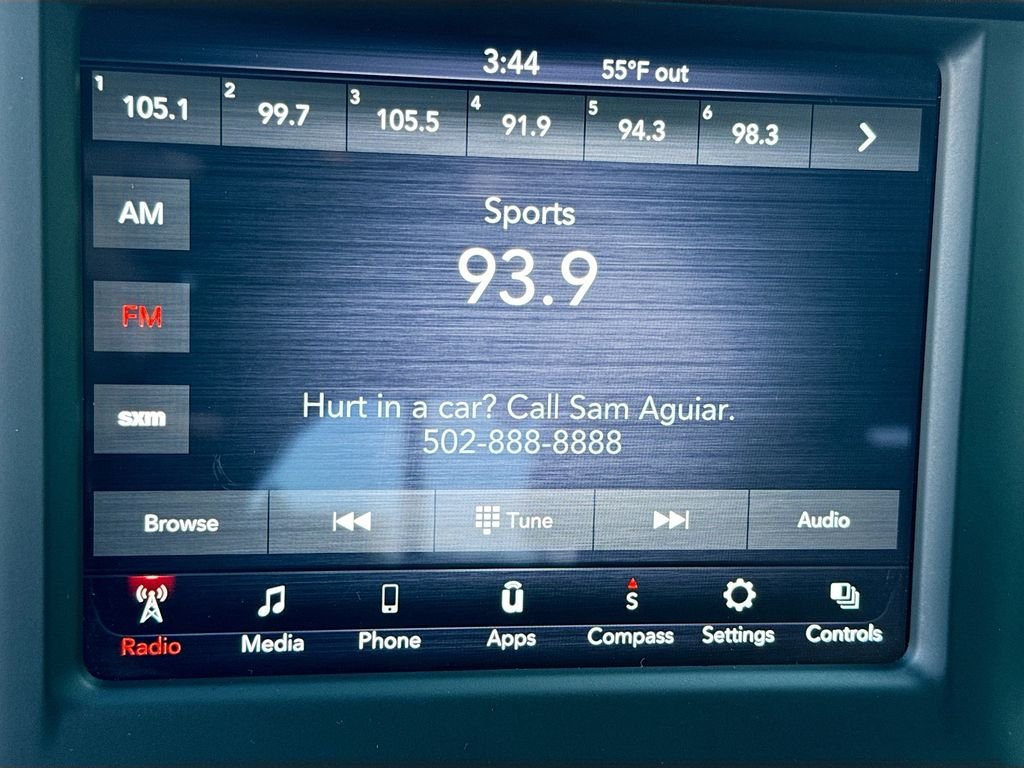 3:44 55°F out
1 105.1 2 99.7 3 105.5 4 91.9 5 94.3 6 98.3
AM
Sports
93.9
FM
Hurt in a car? Call Sam Aguiar.
sxm
502-888-8888
Browse Tune Audio
S
Radio Media Phone Apps Compass Settings Controls